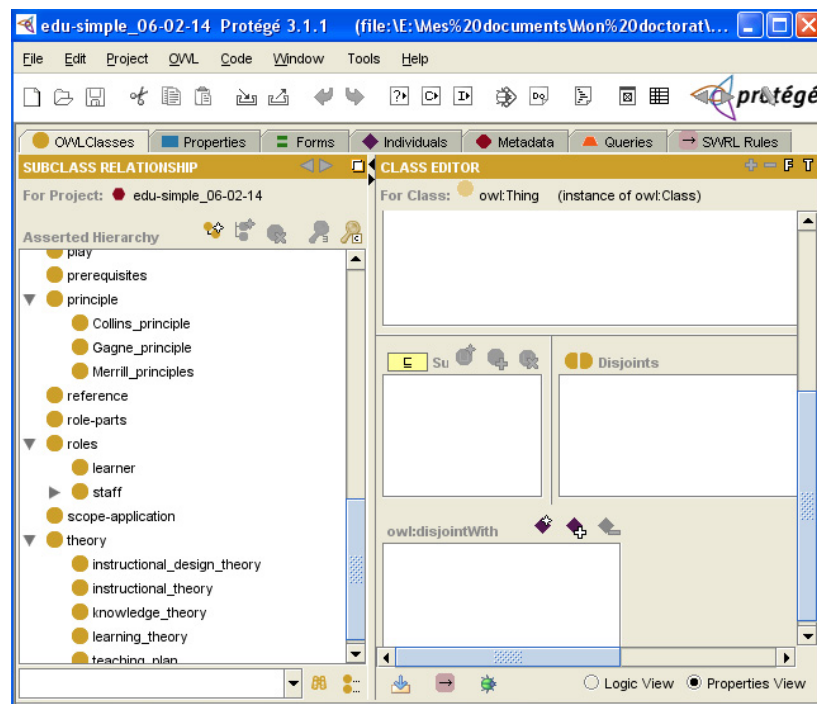 edu-simple_06-02-14 Protégé 3.1.1 (file:\E:\Mes%20documents\Mon%20doctorat\...
File Edit Project OWL Code Window Tools Help
protégé
OWLClasses Properties Forms Individuals Metadata Queries SWRL Rules
SUBCLASS RELATIONSHIP
For Project: edu-simple_06-02-14
Asserted Hierarchy
play
prerequisites
principle
Collins_principle
Gagne_principle
Merrill_principles
reference
role-parts
roles
learner
staff
scope-application
theory
instructional_design_theory
instructional_theory
knowledge_theory
learning_theory
teaching_plan
CLASS EDITOR F T
For Class: owl:Thing (instance of owl:Class)
⊑ Su
Disjoints
owl:disjointWith
Logic View Properties View